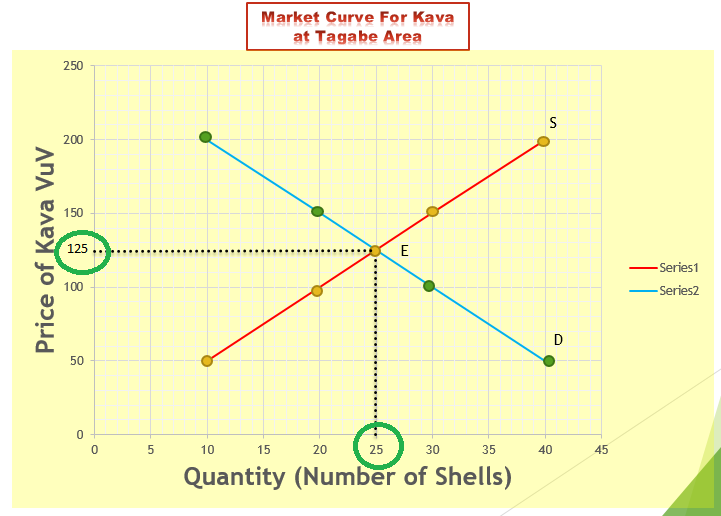 Market Curve For Kava
at Tagabe Area
Price of Kava VuV
250
200
150
125
100
50
0
0 5 10 15 20 25 30 35 40 45
Quantity (Number of Shells)
S
E
D
Series1
Series2